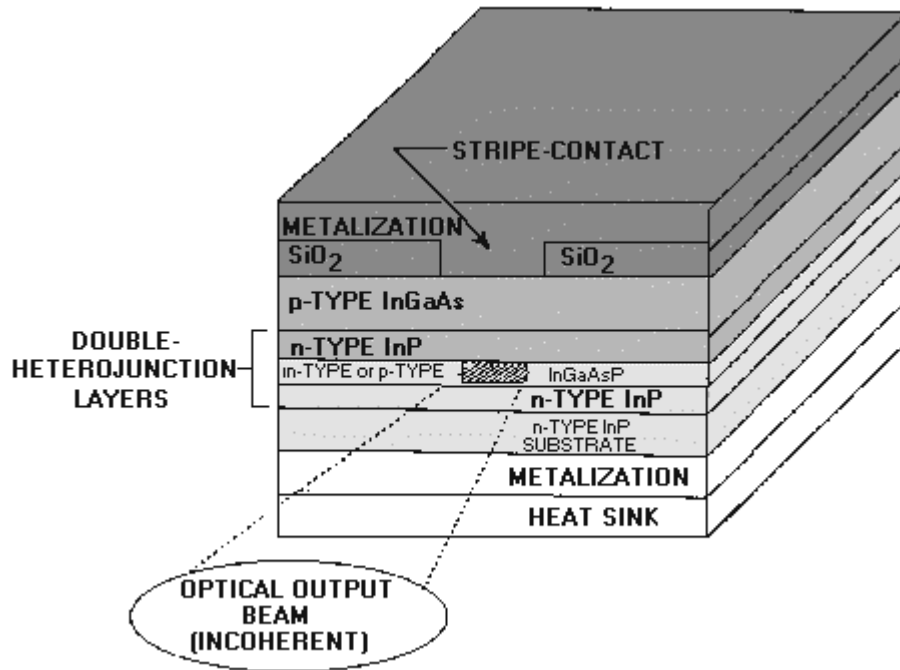 STRIPE-CONTACT
METALIZATION
SiO₂
SiO₂
p-TYPE InGaAs
DOUBLE-
HETEROJUNCTION
LAYERS
n-TYPE InP
in-TYPE or p-TYPE
InGaAsP
n-TYPE InP
n-TYPE InP
SUBSTRATE
METALIZATION
HEAT SINK
OPTICAL OUTPUT
BEAM
(INCOHERENT)